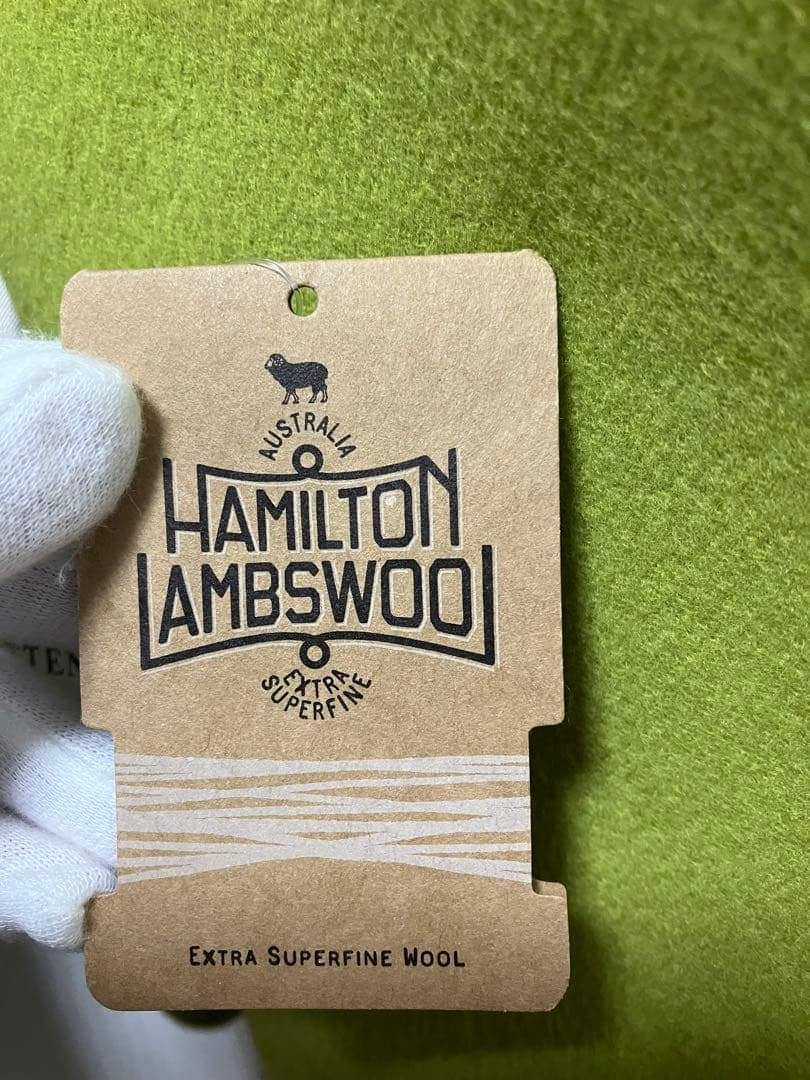 AUSTRALIA
HAMILTON
LAMBSWOOL
EXTRA
SUPERFINE
EXTRA SUPERFINE WOOL